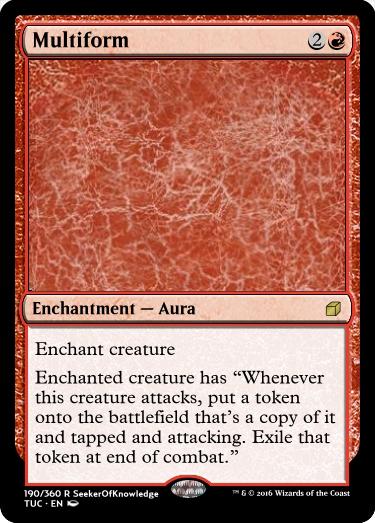 Multiform 2
Enchantment — Aura
Enchant creature
Enchanted creature has “Whenever
this creature attacks, put a token
onto the battlefield that’s a copy of it
and tapped and attacking. Exile that
token at end of combat.”
190/360 R SeekerOfKnowledge
TUC · EN
™ & © 2016 Wizards of the Coast